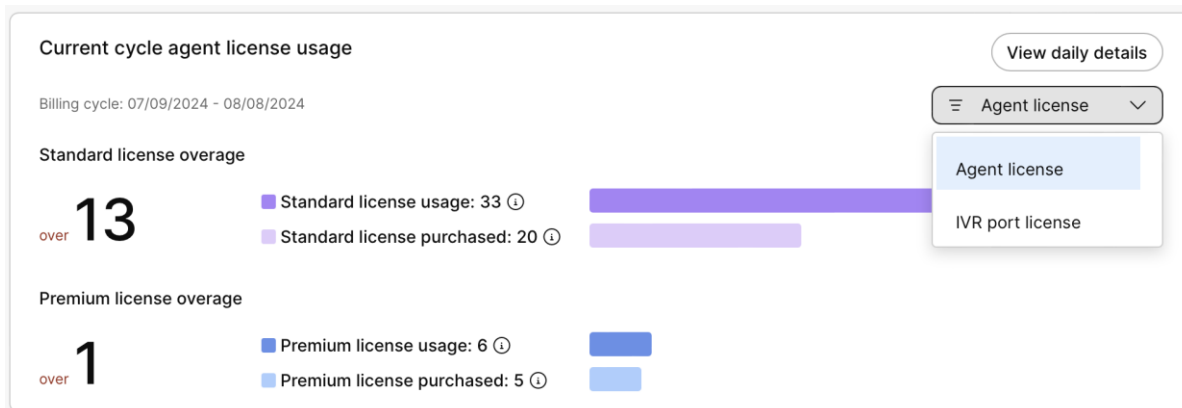 Current cycle agent license usage
View daily details
Billing cycle: 07/09/2024 - 08/08/2024
Agent license
Agent license
IVR port license
Standard license overage
over 13
Standard license usage: 33
Standard license purchased: 20
Premium license overage
over 1
Premium license usage: 6
Premium license purchased: 5